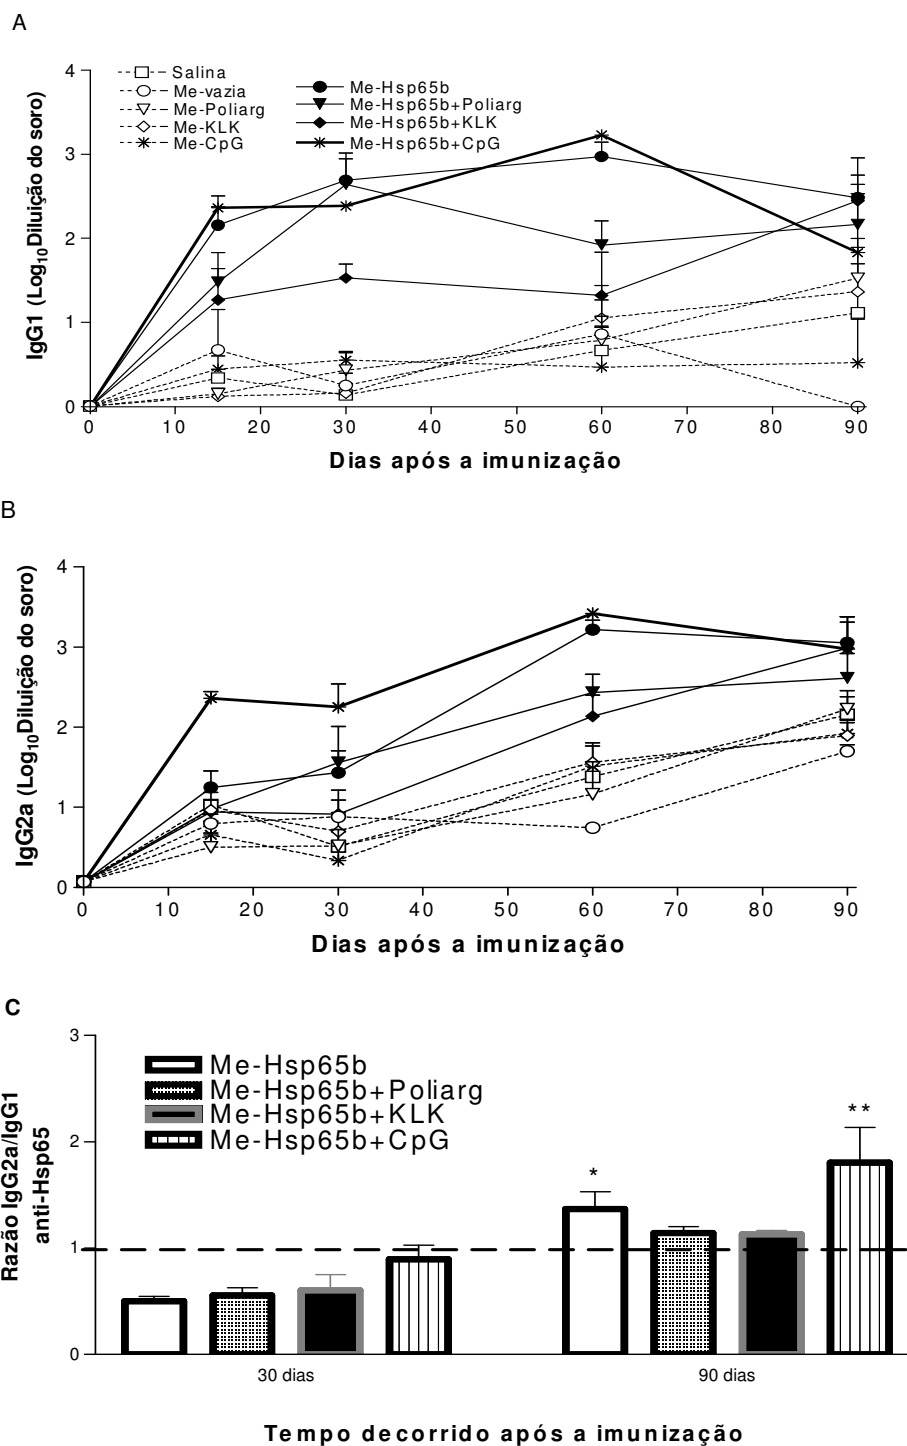 A
4
3
2
1
0
IgG1 (Log10Diluição do soro)
Salina
Me-vazia
Me-Poliarg
Me-KLK
Me-CpG
Me-Hsp65b
Me-Hsp65b+Poliarg
Me-Hsp65b+KLK
Me-Hsp65b+CpG
0 10 20 30 40 50 60 70 80 90
Dias após a imunização
B
4
3
2
1
0
IgG2a (Log10Diluição do soro)
0 10 20 30 40 50 60 70 80 90
Dias após a imunização
C
3
2
1
0
Razão IgG2a/IgG1
anti-Hsp65
Me-Hsp65b
Me-Hsp65b+Poliarg
Me-Hsp65b+KLK
Me-Hsp65b+CpG
*
**
30 dias 90 dias
Tempo decorrido após a imunização